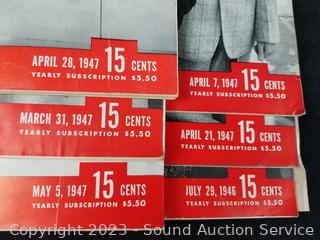 APRIL 28, 1947 15 CENTS
YEARLY SUBSCRIPTION $5.50
APRIL 7, 1947 15 CENTS
YEARLY SUBSCRIPTION $5.50
MARCH 31, 1947 15 CENTS
YEARLY SUBSCRIPTION $5.50
APRIL 21, 1947 15 CENTS
YEARLY SUBSCRIPTION $5.50
MAY 5, 1947 15 CENTS
YEARLY SUBSCRIPTION $5.50
JULY 29, 1946 15 CENTS
YEARLY SUBSCRIPTION $5.50
Copyright 2023 - Sound Auction Service